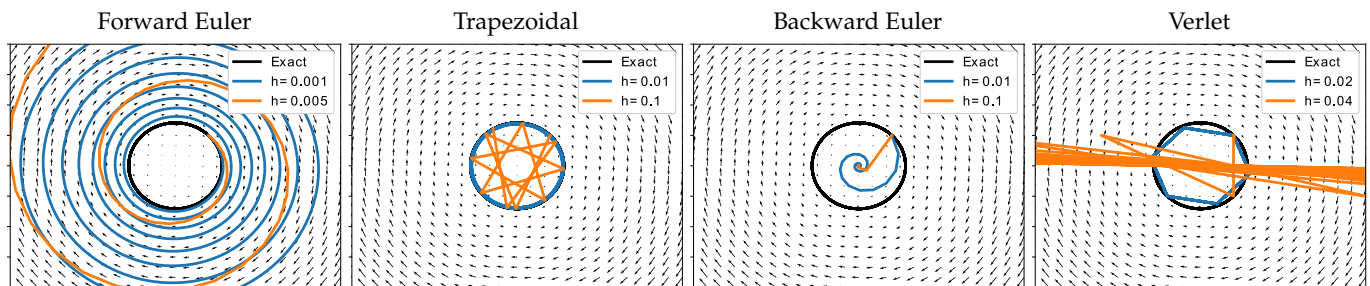 Forward Euler
Exact
h= 0.001
h= 0.005
Trapezoidal
Exact
h= 0.01
h= 0.1
Backward Euler
Exact
h= 0.01
h= 0.1
Verlet
Exact
h= 0.02
h= 0.04